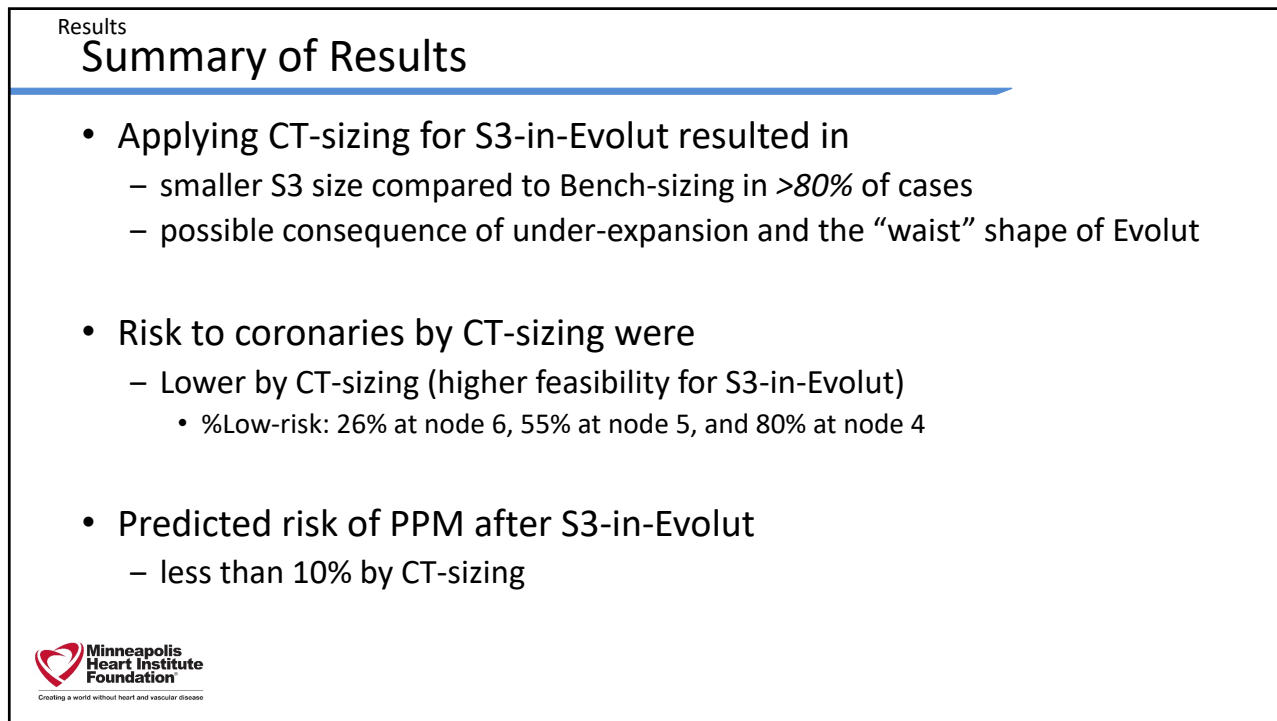 Results
Summary of Results
• Applying CT-sizing for S3-in-Evolut resulted in
– smaller S3 size compared to Bench-sizing in >80% of cases
– possible consequence of under-expansion and the “waist” shape of Evolut
• Risk to coronaries by CT-sizing were
– Lower by CT-sizing (higher feasibility for S3-in-Evolut)
• %Low-risk: 26% at node 6, 55% at node 5, and 80% at node 4
• Predicted risk of PPM after S3-in-Evolut
– less than 10% by CT-sizing
Minneapolis
Heart Institute
Foundation®
Creating a world without heart and vascular disease